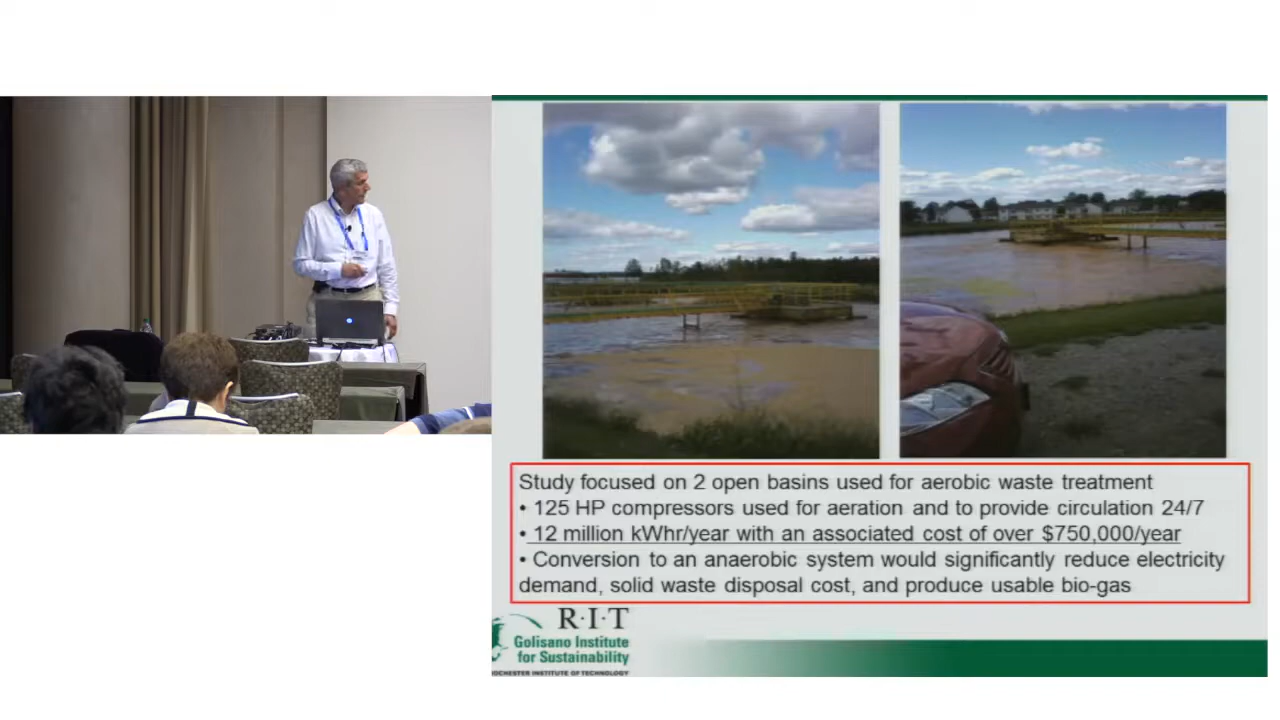 Study focused on 2 open basins used for aerobic waste treatment
• 125 HP compressors used for aeration and to provide circulation 24/7
• 12 million kWhr/year with an associated cost of over $750,000/year
• Conversion to an anaerobic system would significantly reduce electricity
demand, solid waste disposal cost, and produce usable bio-gas
R·I·T
Golisano Institute
for Sustainability
ROCHESTER INSTITUTE OF TECHNOLOGY